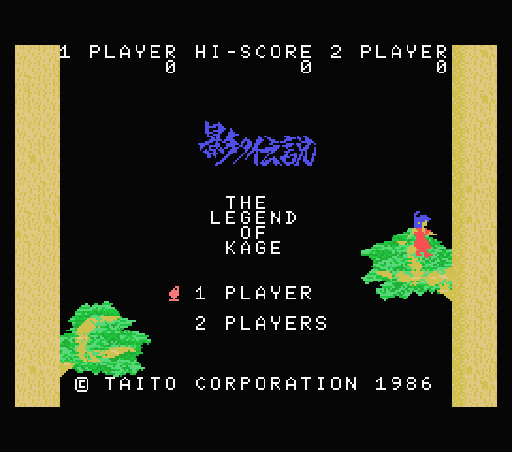 1 PLAYER HI-SCORE 2 PLAYER
0 0 0
影の伝説
THE
LEGEND
OF
KAGE
1 PLAYER
2 PLAYERS
© TAITO CORPORATION 1986